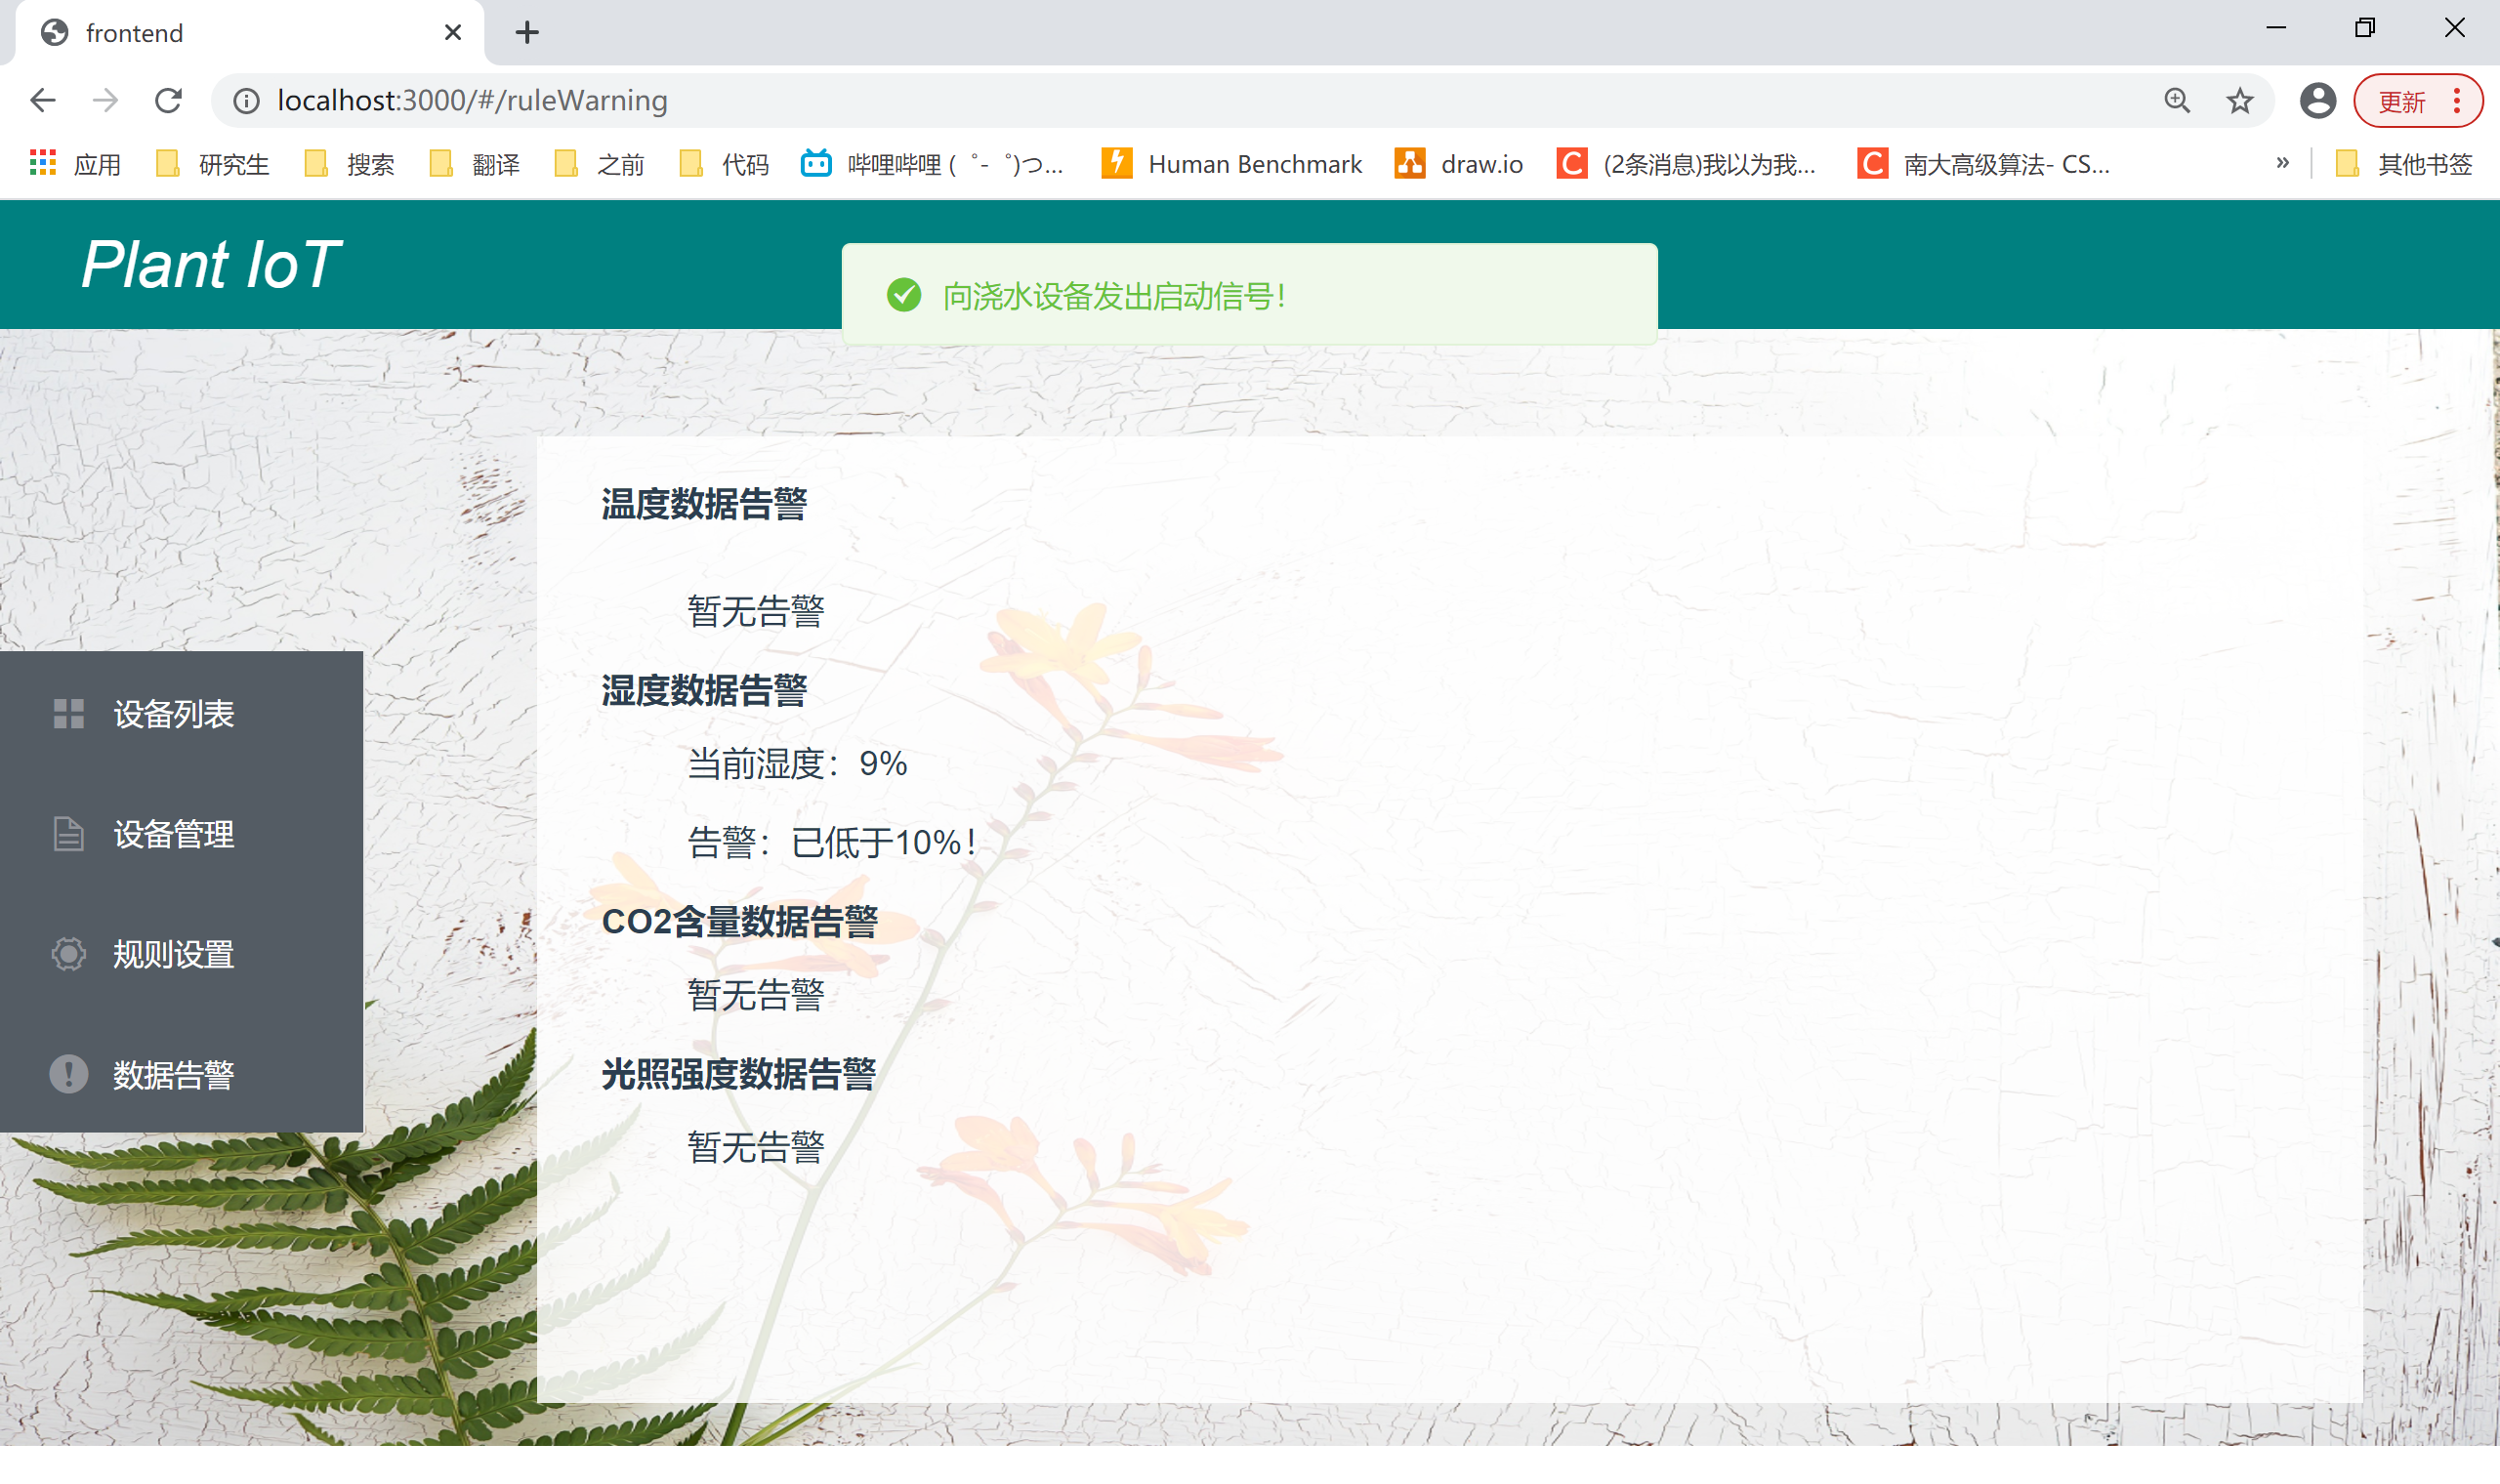 frontend
localhost:3000/#/ruleWarning
更新
应用 研究生 搜索 翻译 之前 代码 哔哩哔哩 (゜-゜)つ... Human Benchmark draw.io (2条消息)我以为我... 南大高级算法- CS... » 其他书签
Plant IoT
向浇水设备发出启动信号！
温度数据告警
暂无告警
湿度数据告警
当前湿度：9%
告警：已低于10%！
CO2含量数据告警
暂无告警
光照强度数据告警
暂无告警
设备列表
设备管理
规则设置
数据告警